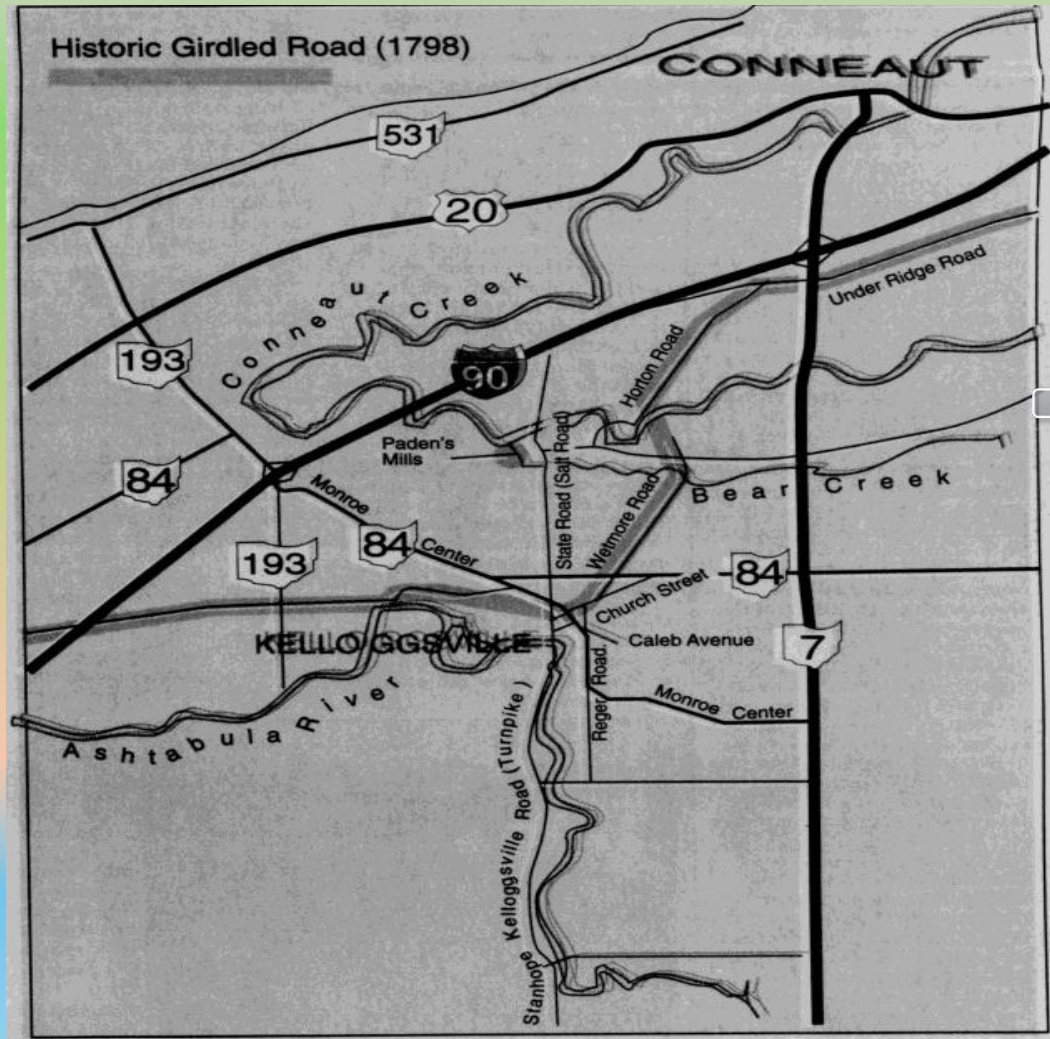 Historic Girdled Road (1798)
CONNEAUT
531
20
Under Ridge Road
Conneaut Creek
193
90
Horton Road
Paden's
Mills
84
State Road (Salt Road)
Bear Creek
Monroe
Center
84
Wetmore Road
193
84
Church Street
KELLOGGSVILLE
Caleb Avenue
7
Reger Road.
Monroe Center
Ashtabula River
Stanhope Kelloggsville Road (Turnpike)